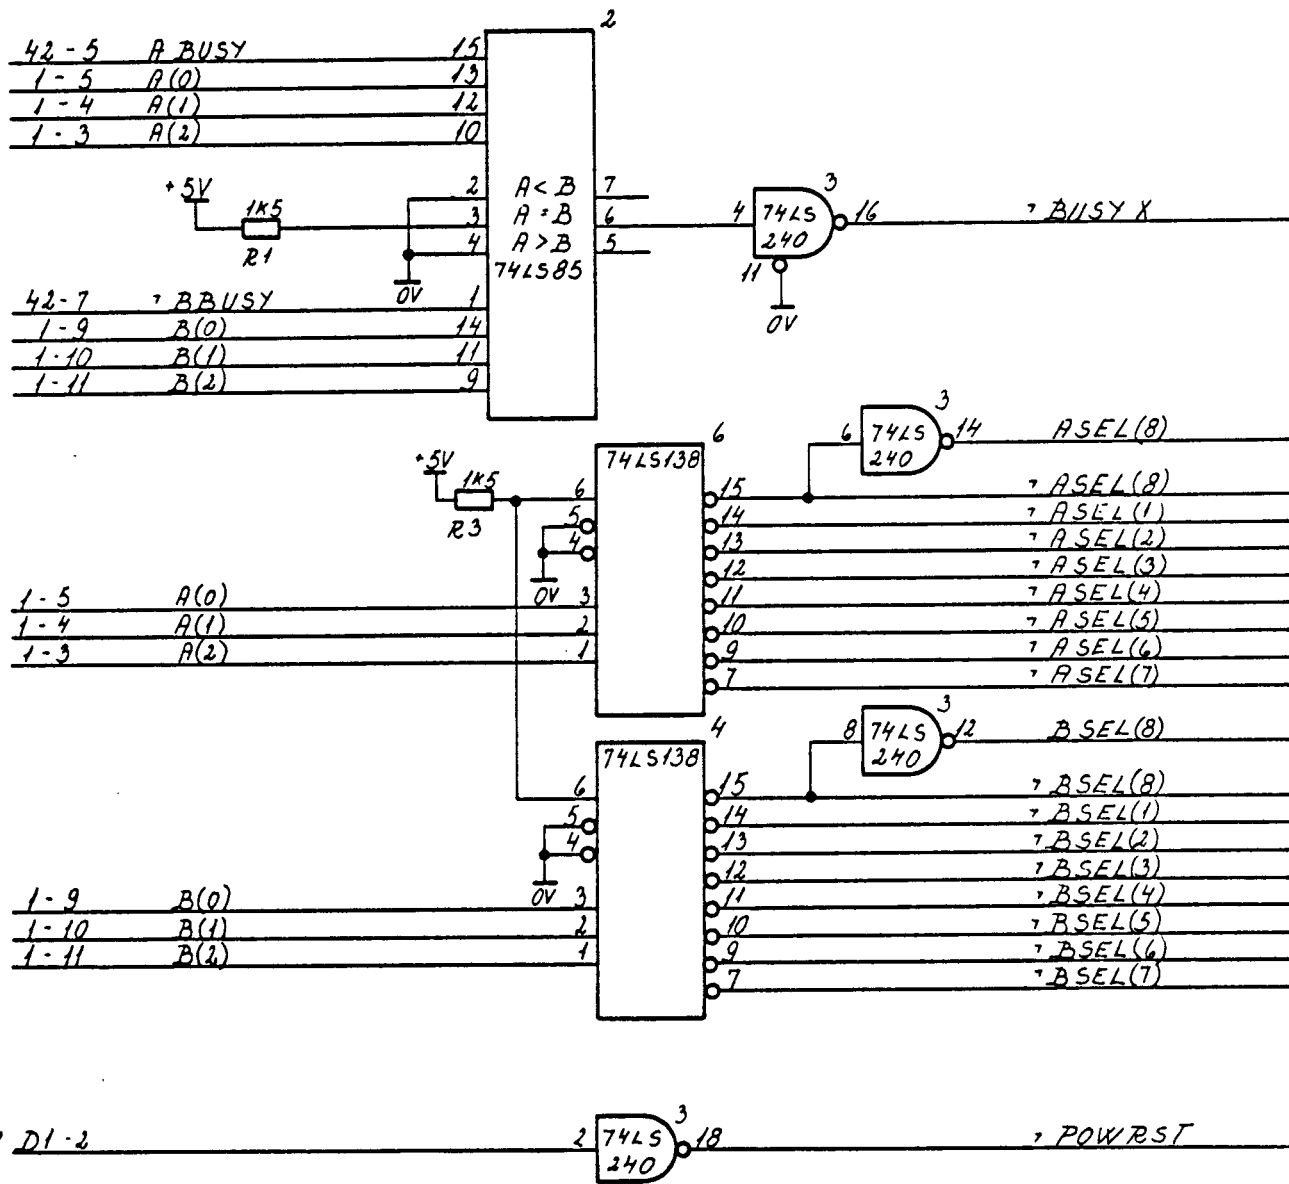 2
42-5 A BUSY 15
1-5 A(0) 13
1-4 A(1) 12
1-3 A(2) 10
+5V 1K5 R1
2 A<B 7
3 A=B 6
4 A>B 5
74LS85
0V
42-7 ¬BBUSY 1
1-9 B(0) 14
1-10 B(1) 11
1-11 B(2) 9
3
4 74LS 240 16 ¬BUSY X
11
0V
3
6 74LS 240 14 ASEL(8)
6
74LS138
+5V 1K5 R3
6 15 ¬ASEL(8)
5 14 ¬ASEL(1)
4 13 ¬ASEL(2)
0V
12 ¬ASEL(3)
1-5 A(0) 3 11 ¬ASEL(4)
1-4 A(1) 2 10 ¬ASEL(5)
1-3 A(2) 1 9 ¬ASEL(6)
7 ¬ASEL(7)
3
8 74LS 240 12 BSEL(8)
4
74LS138
6 15 ¬BSEL(8)
5 14 ¬BSEL(1)
4 13 ¬BSEL(2)
0V
12 ¬BSEL(3)
1-9 B(0) 3 11 ¬BSEL(4)
1-10 B(1) 2 10 ¬BSEL(5)
1-11 B(2) 1 9 ¬BSEL(6)
7 ¬BSEL(7)
3
D1-2 2 74LS 240 18 ¬POWRST